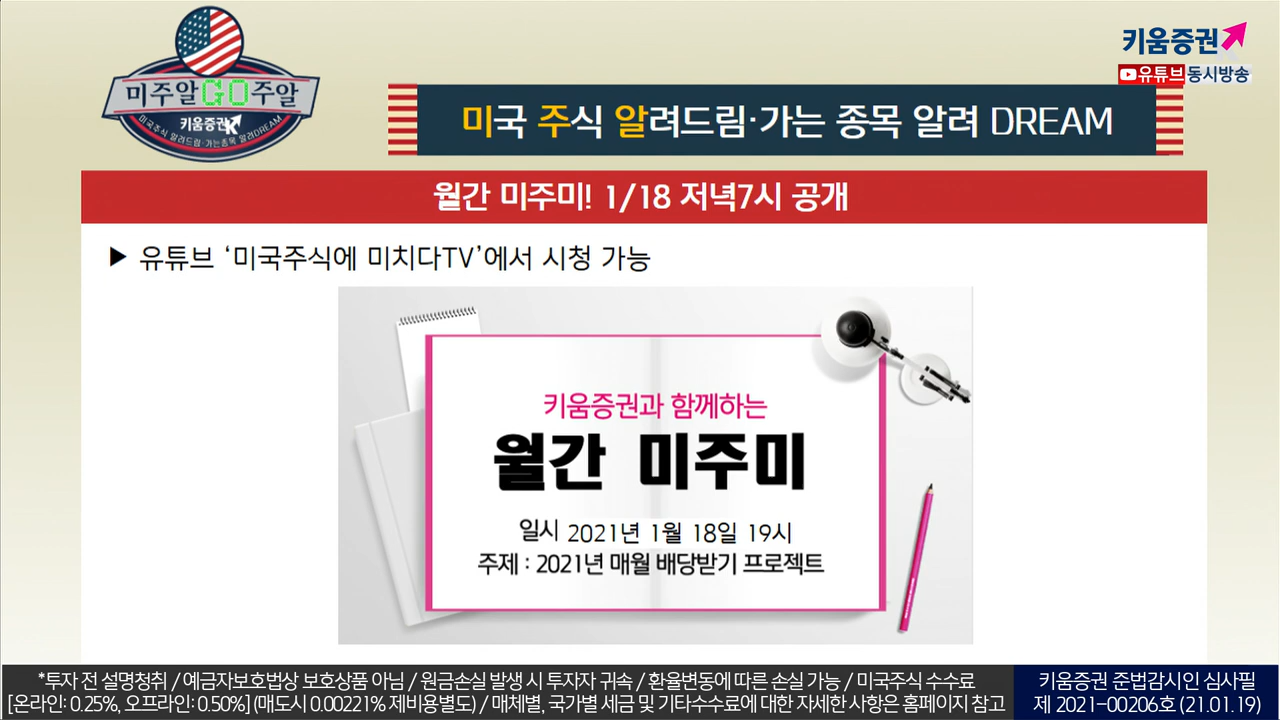 미주알GO주알
키움증권
미국주식 알려드림·가는종목 알려DREAM
키움증권
유튜브동시방송
미국 주식 알려드림·가는 종목 알려 DREAM
월간 미주미! 1/18 저녁7시 공개
▶ 유튜브 ‘미국주식에 미치다TV’에서 시청 가능
키움증권과 함께하는
월간 미주미
일시 2021년 1월 18일 19시
주제 : 2021년 매월 배당받기 프로젝트
*투자 전 설명청취 / 예금자보호법상 보호상품 아님 / 원금손실 발생 시 투자자 귀속 / 환율변동에 따른 손실 가능 / 미국주식 수수료
[온라인: 0.25%, 오프라인: 0.50%] (매도시 0.00221% 제비용별도) / 매체별, 국가별 세금 및 기타수수료에 대한 자세한 사항은 홈페이지 참고
키움증권 준법감시인 심사필
제 2021-00206호 (21.01.19)